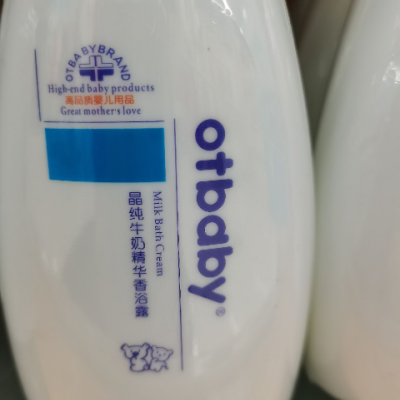 OTBABYBRAND
High-end baby products
高品质婴儿用品
Great mother's love
otbaby®
Milk Bath Cream
晶纯牛奶精华香浴露